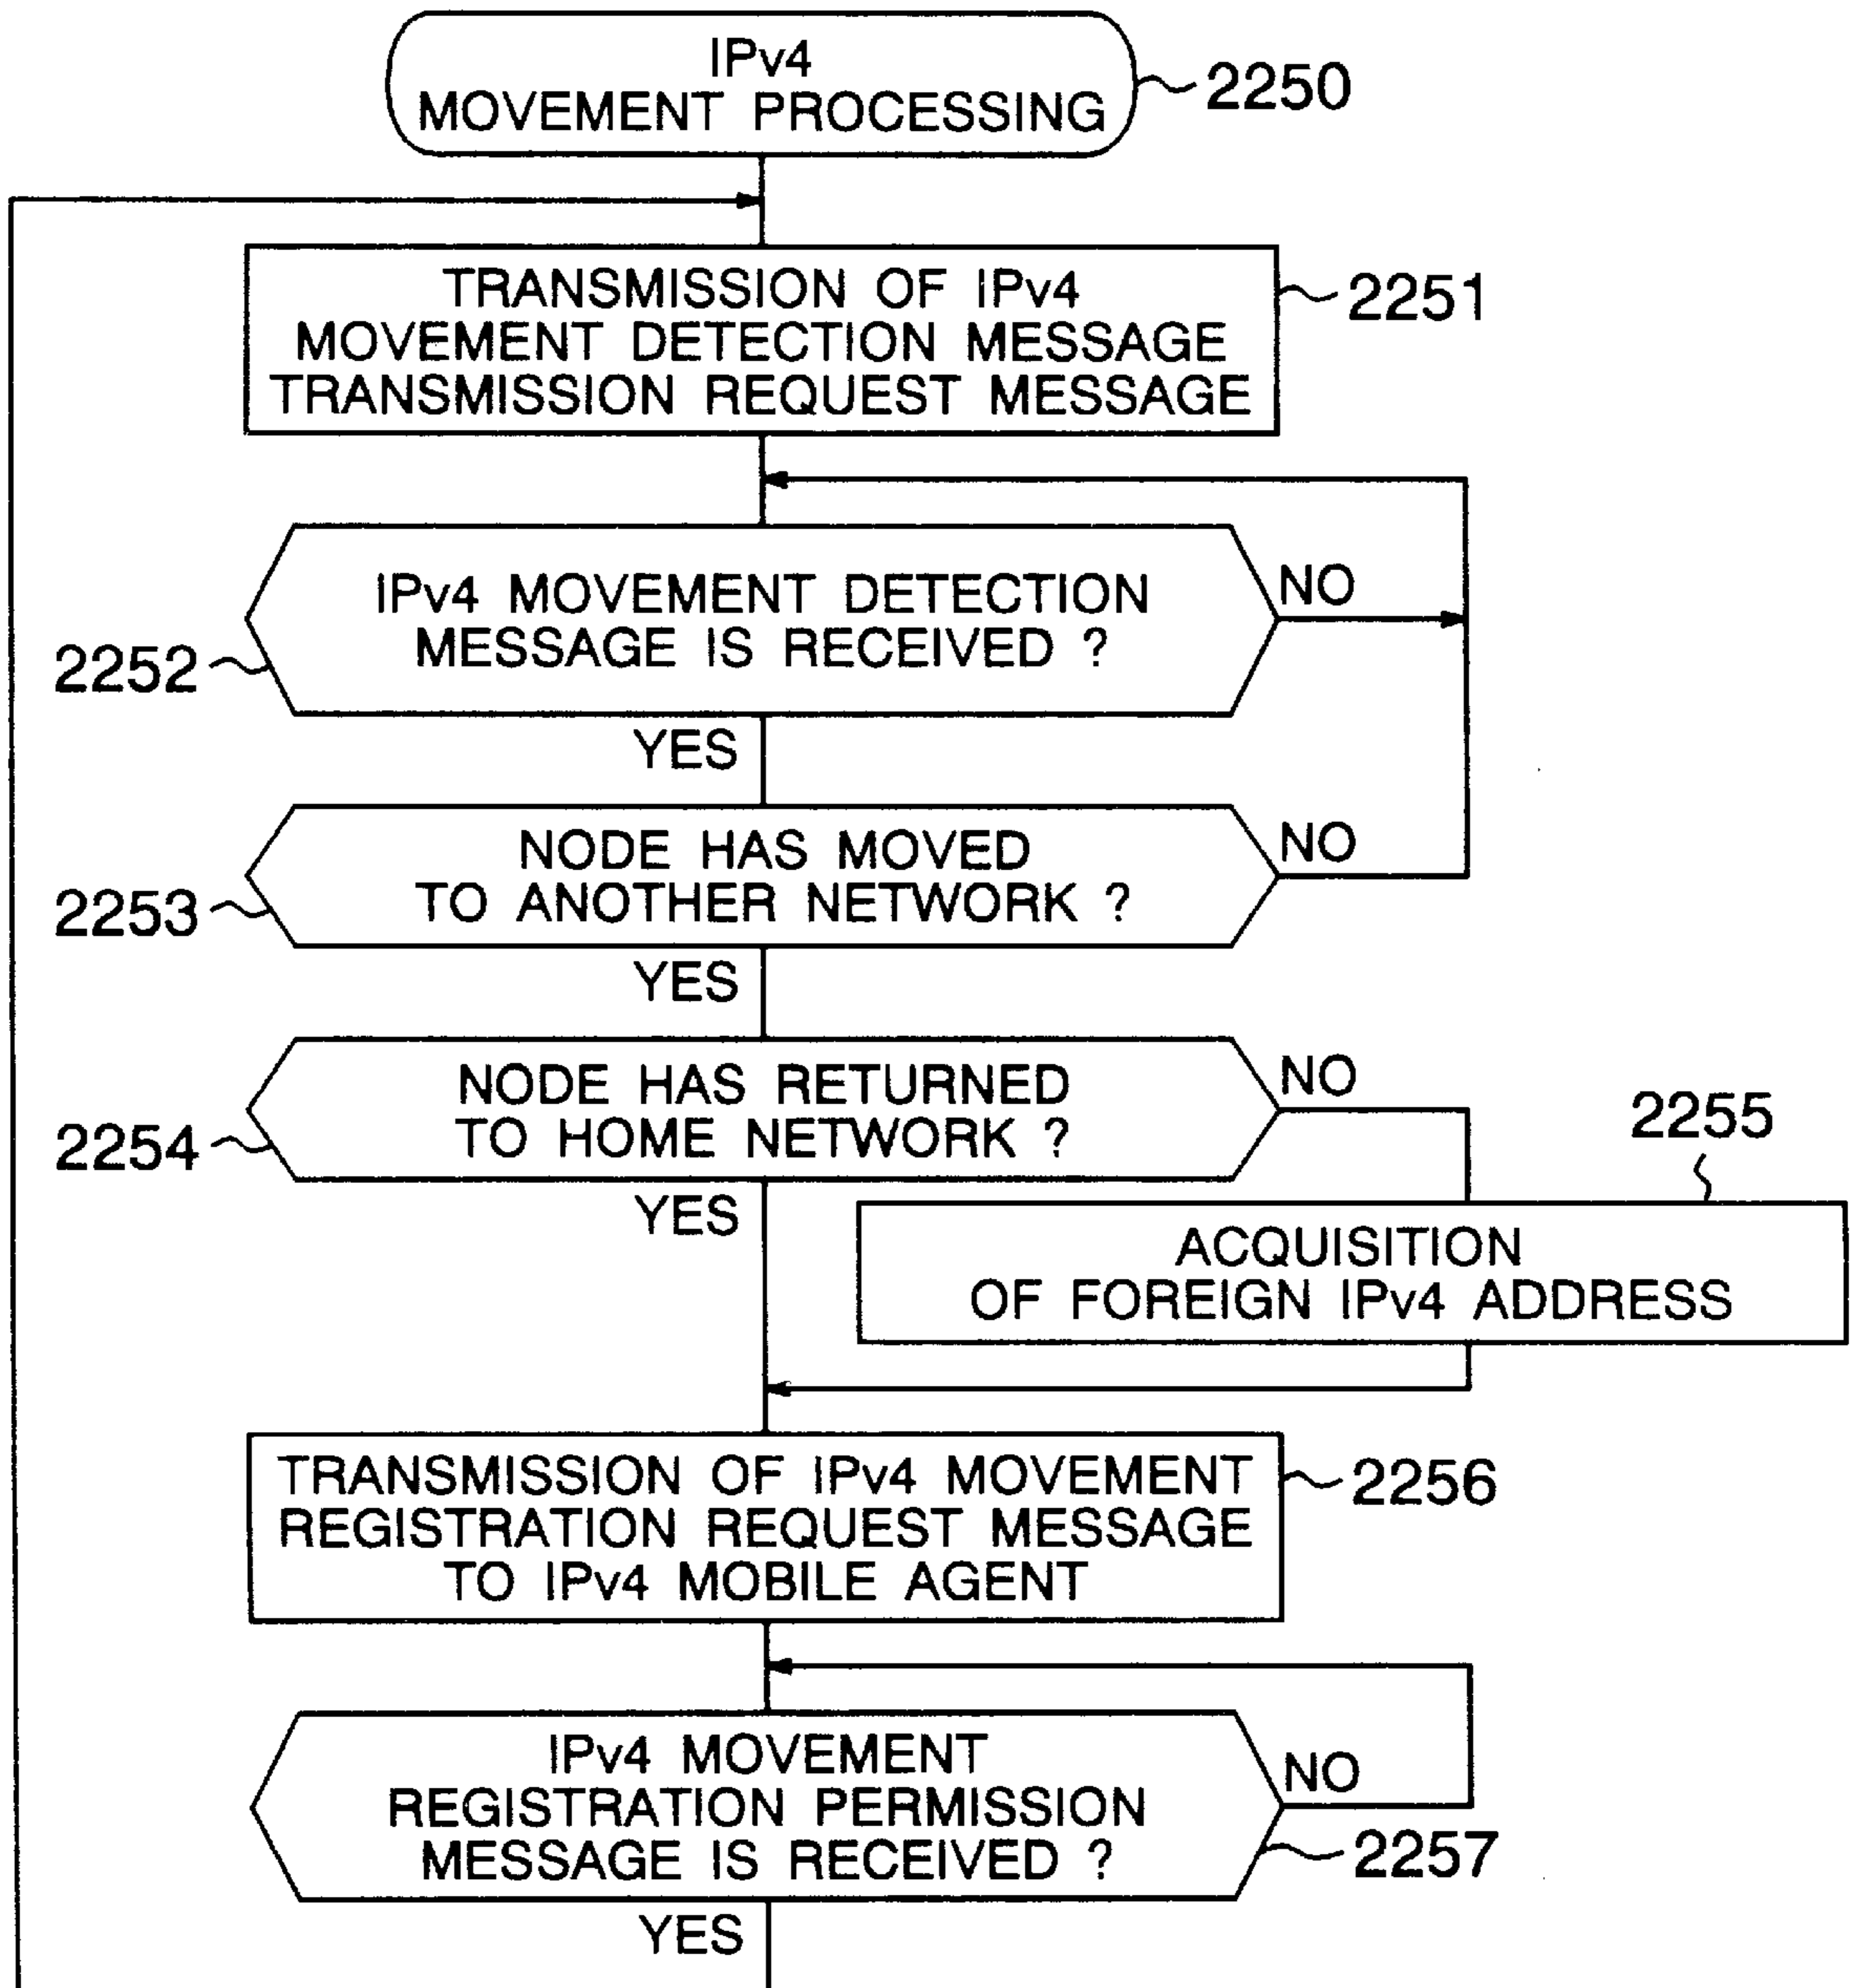 IPv4
MOVEMENT PROCESSING
2250
TRANSMISSION OF IPv4
MOVEMENT DETECTION MESSAGE
TRANSMISSION REQUEST MESSAGE
2251
IPv4 MOVEMENT DETECTION
MESSAGE IS RECEIVED ?
NO
2252
YES
NODE HAS MOVED
TO ANOTHER NETWORK ?
NO
2253
YES
NODE HAS RETURNED
TO HOME NETWORK ?
NO
2254
YES
2255
ACQUISITION
OF FOREIGN IPv4 ADDRESS
TRANSMISSION OF IPv4 MOVEMENT
REGISTRATION REQUEST MESSAGE
TO IPv4 MOBILE AGENT
2256
IPv4 MOVEMENT
REGISTRATION PERMISSION
MESSAGE IS RECEIVED ?
NO
2257
YES